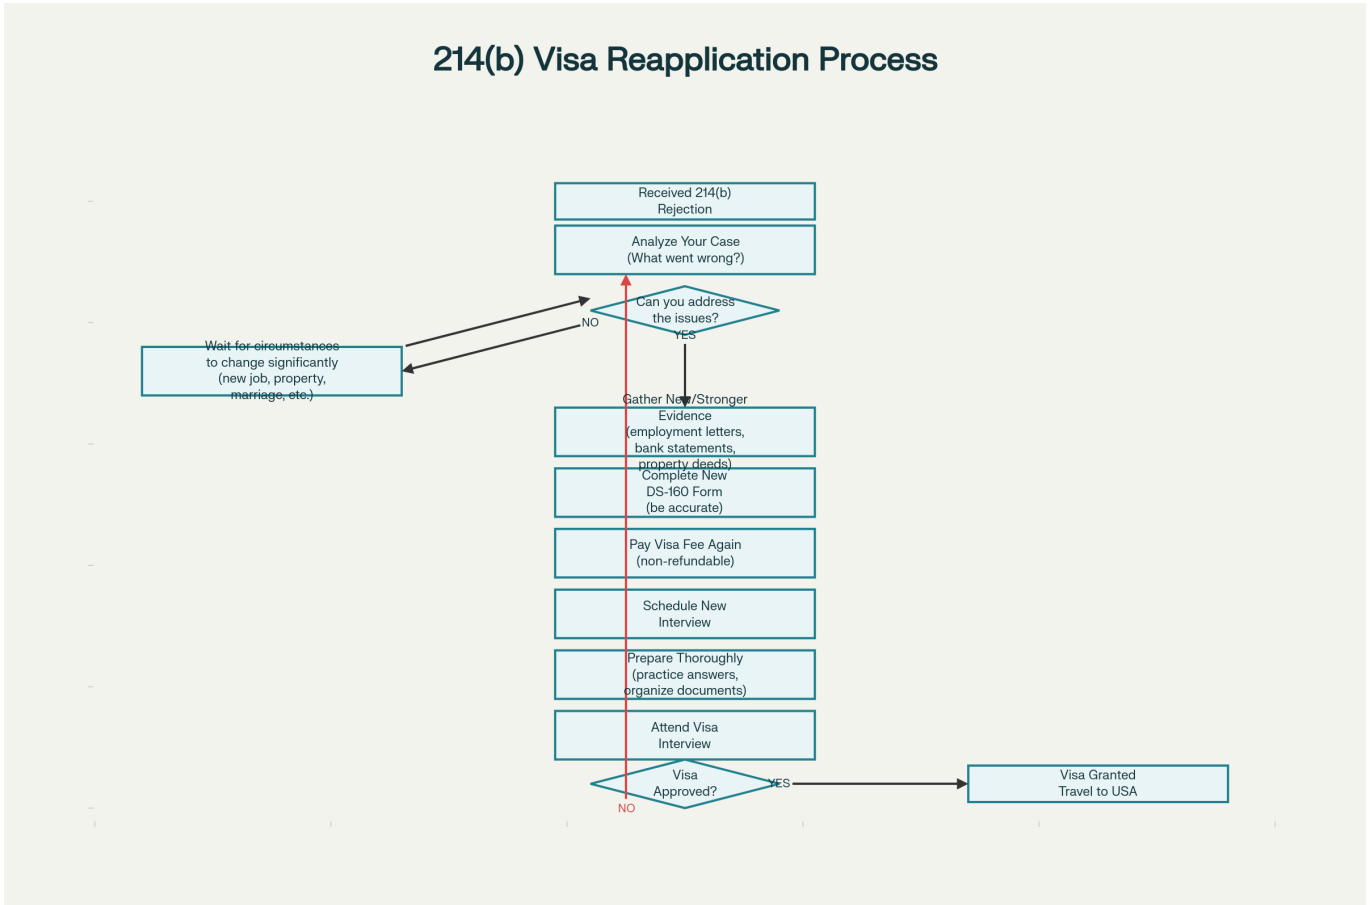 214(b) Visa Reapplication Process
Received 214(b)
Rejection
Analyze Your Case
(What went wrong?)
Can you address
the issues?
NO
YES
Wait for circumstances
to change significantly
(new job, property,
marriage, etc.)
Gather New/Stronger
Evidence
(employment letters,
bank statements,
property deeds)
Complete New
DS-160 Form
(be accurate)
Pay Visa Fee Again
(non-refundable)
Schedule New
Interview
Prepare Thoroughly
(practice answers,
organize documents)
Attend Visa
Interview
Visa
Approved?
YES
Visa Granted
Travel to USA
NO